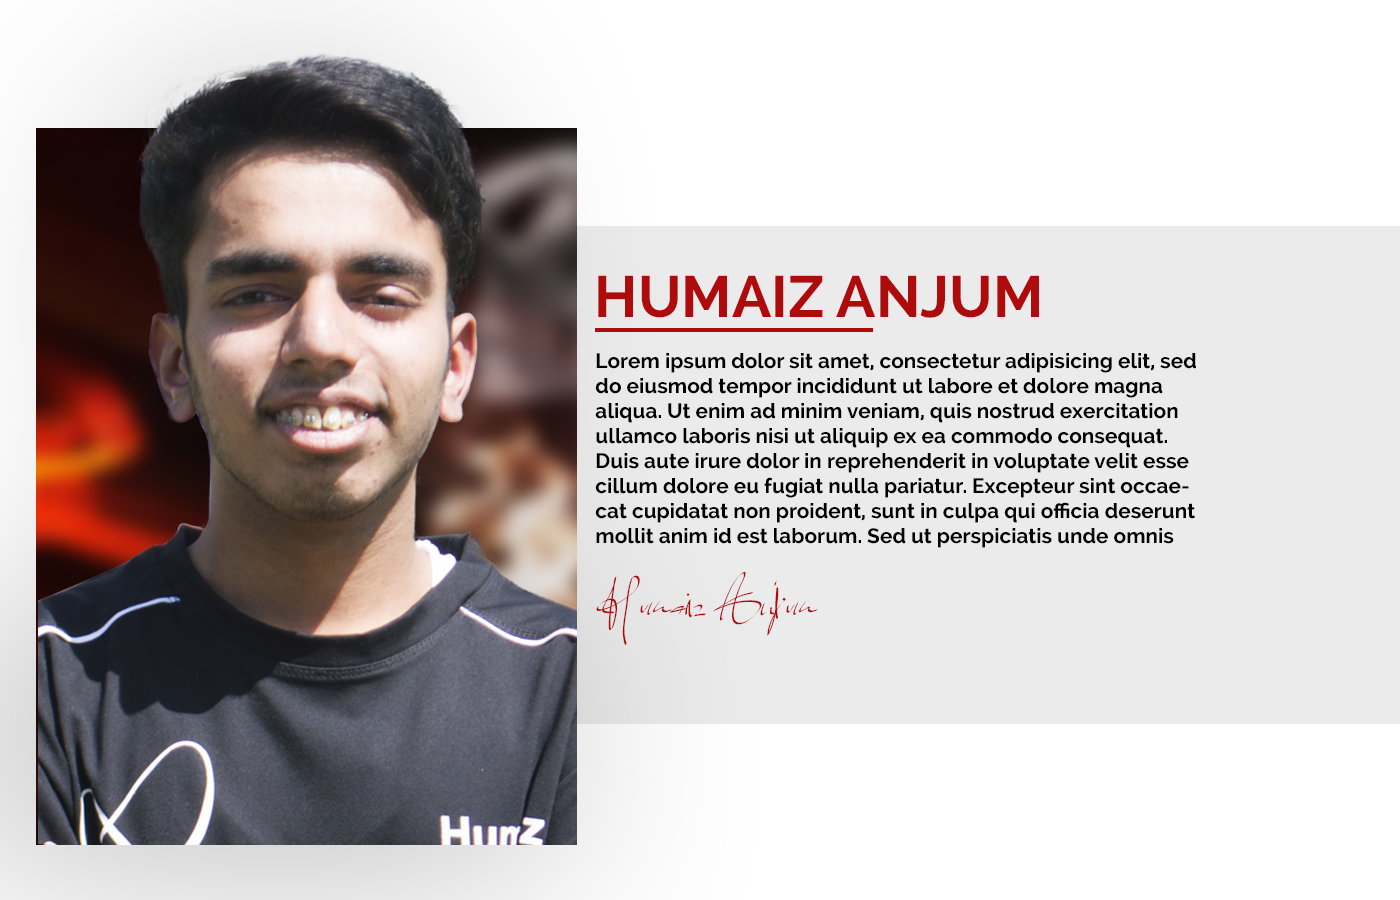 HUMAIZ ANJUM
Lorem ipsum dolor sit amet, consectetur adipisicing elit, sed
do eiusmod tempor incididunt ut labore et dolore magna
aliqua. Ut enim ad minim veniam, quis nostrud exercitation
ullamco laboris nisi ut aliquip ex ea commodo consequat.
Duis aute irure dolor in reprehenderit in voluptate velit esse
cillum dolore eu fugiat nulla pariatur. Excepteur sint occae-
cat cupidatat non proident, sunt in culpa qui officia deserunt
mollit anim id est laborum. Sed ut perspiciatis unde omnis
Humaiz Anjum